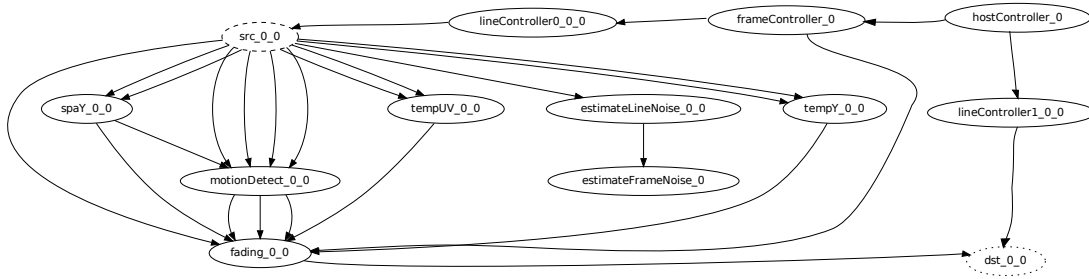 lineController0_0_0
frameController_0
hostController_0
src_0_0
spaY_0_0
tempUV_0_0
estimateLineNoise_0_0
tempY_0_0
lineController1_0_0
motionDetect_0_0
estimateFrameNoise_0
fading_0_0
dst_0_0